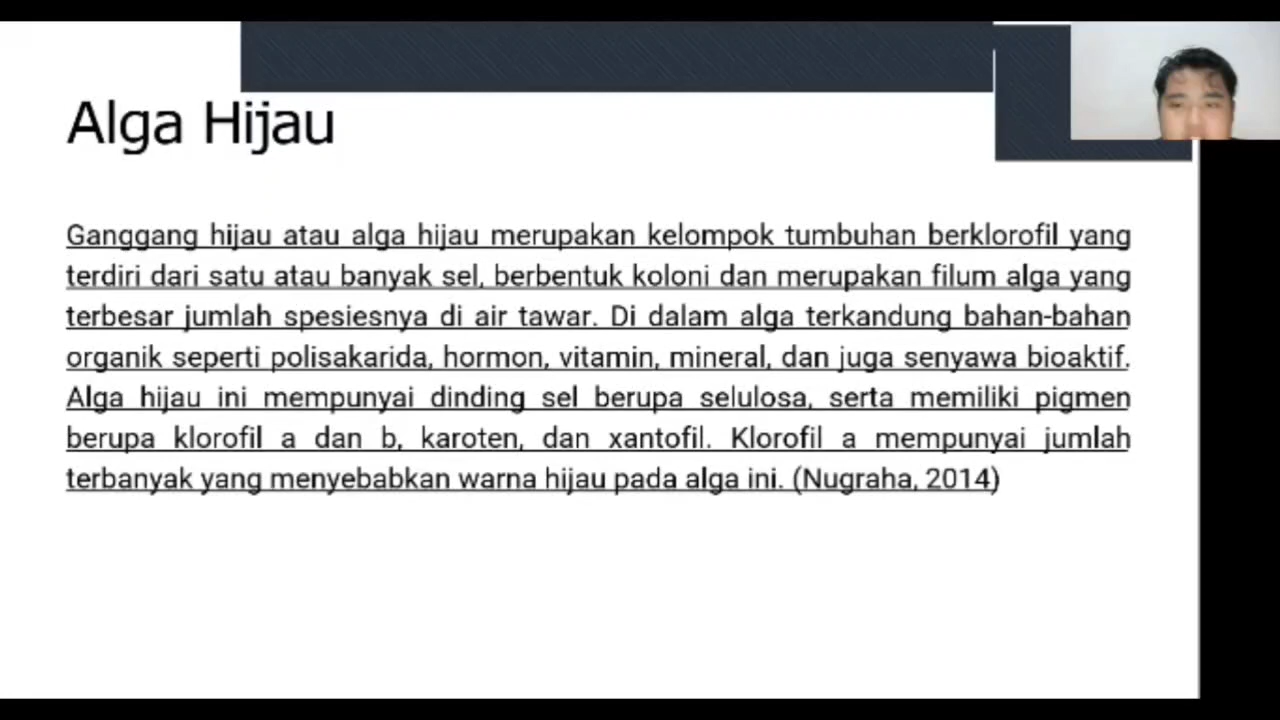 Alga Hijau
Ganggang hijau atau alga hijau merupakan kelompok tumbuhan berklorofil yang
terdiri dari satu atau banyak sel, berbentuk koloni dan merupakan filum alga yang
terbesar jumlah spesiesnya di air tawar. Di dalam alga terkandung bahan-bahan
organik seperti polisakarida, hormon, vitamin, mineral, dan juga senyawa bioaktif.
Alga hijau ini mempunyai dinding sel berupa selulosa, serta memiliki pigmen
berupa klorofil a dan b, karoten, dan xantofil. Klorofil a mempunyai jumlah
terbanyak yang menyebabkan warna hijau pada alga ini. (Nugraha, 2014)